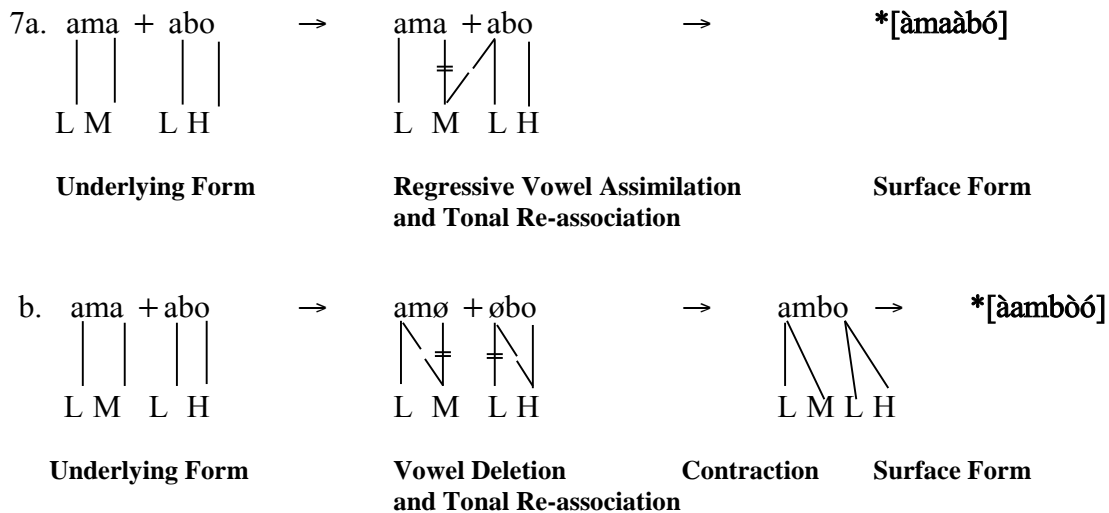 7a. ama + abo → ama + abo → *[àmaàbó]
L M L H L M L H
Underlying Form Regressive Vowel Assimilation Surface Form
and Tonal Re-association
b. ama + abo → amø + øbo → ambo → *[àambòó]
L M L H L M L H L M L H
Underlying Form Vowel Deletion Contraction Surface Form
and Tonal Re-association